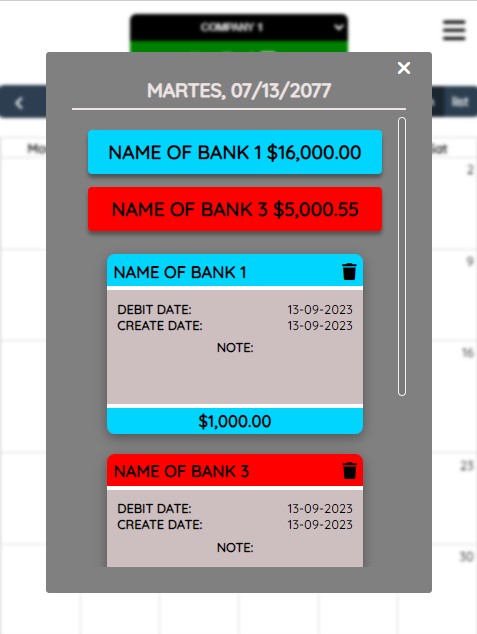 COMPANY 1
MARTES, 07/13/2077
list
NAME OF BANK 1 $16,000.00
Sat
2
NAME OF BANK 3 $5,000.55
9
NAME OF BANK 1
DEBIT DATE: 13-09-2023
CREATE DATE: 13-09-2023
NOTE:
16
$1,000.00
23
NAME OF BANK 3
DEBIT DATE: 13-09-2023
CREATE DATE: 13-09-2023
NOTE:
30